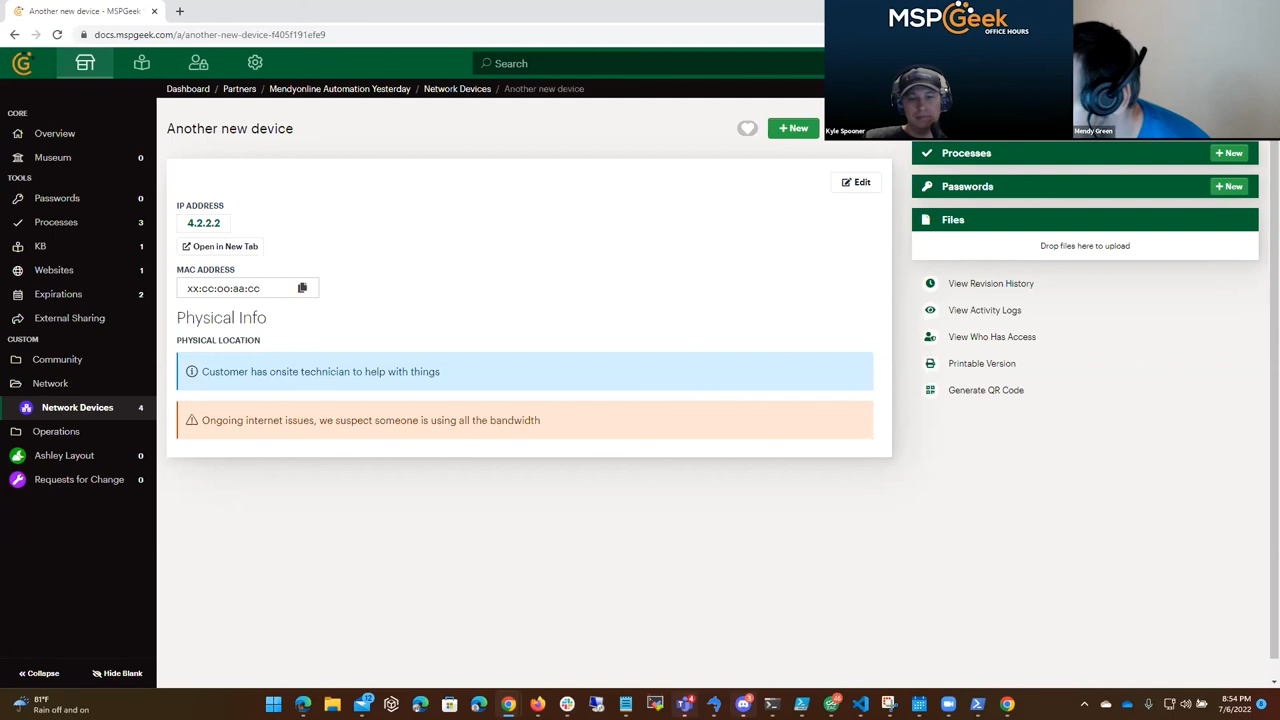 Another new device - MSPGeek
docs.mspgeek.com/a/another-new-device-f405f191efe9
Search
MSPGeek
OFFICE HOURS
Kyle Spooner
Mendy Green
Dashboard / Partners / Mendyonline Automation Yesterday / Network Devices / Another new device
CORE
Overview
Museum 0
TOOLS
Passwords 0
Processes 3
KB 1
Websites 1
Expirations 2
External Sharing
CUSTOM
Community
Network
Network Devices 4
Operations
Ashley Layout 0
Requests for Change 0
« Collapse
Hide Blank
Another new device
+ New
Edit
IP ADDRESS
4.2.2.2
Open in New Tab
MAC ADDRESS
xx:cc:oo:aa:cc
Physical Info
PHYSICAL LOCATION
Customer has onsite technician to help with things
Ongoing internet issues, we suspect someone is using all the bandwidth
Processes + New
Passwords + New
Files
Drop files here to upload
View Revision History
View Activity Logs
View Who Has Access
Printable Version
Generate QR Code
81°F
Rain off and on
12
4
3
8:54 PM
7/6/2022